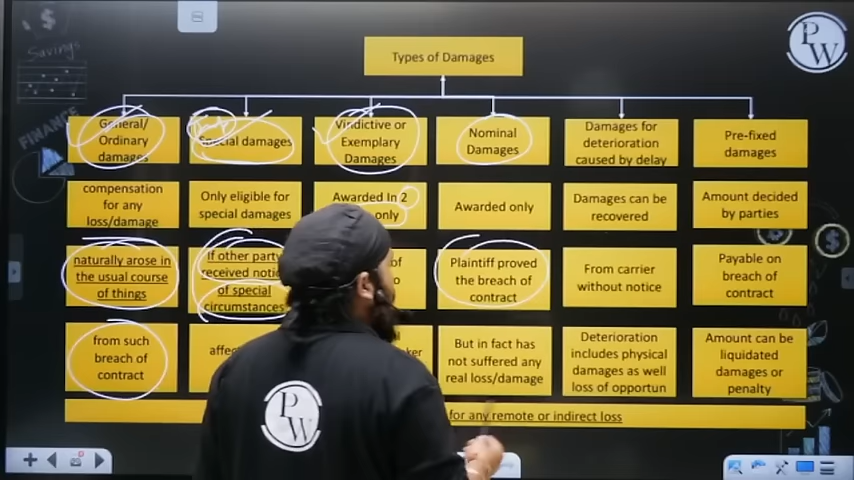 Savings
FINANCE
P
W
Types of Damages
General/
Ordinary
damages
Special damages
Vindictive or
Exemplary
Damages
Nominal
Damages
Damages for
deterioration
caused by delay
Pre-fixed
damages
compensation
for any
loss/damage
Only eligible for
special damages
Awarded in 2
only
Awarded only
Damages can be
recovered
Amount decided
by parties
naturally arose in
the usual course
of things
If other party
received
of special
circumstances
of
Plaintiff proved
the breach of
contract
From carrier
without notice
Payable on
breach of
contract
from such
breach of
contract
But in fact has
not suffered any
real loss/damage
Deterioration
includes physical
damages as well
loss of opportun
Amount can be
liquidated
damages or
penalty
for any remote or indirect loss
P
W